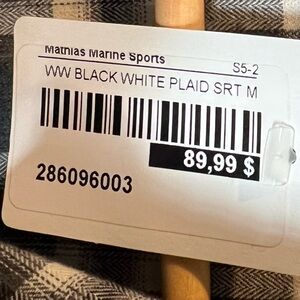 Mathias Marine Sports
S5-2
WW BLACK WHITE PLAID SRT M
89,99 $
286096003